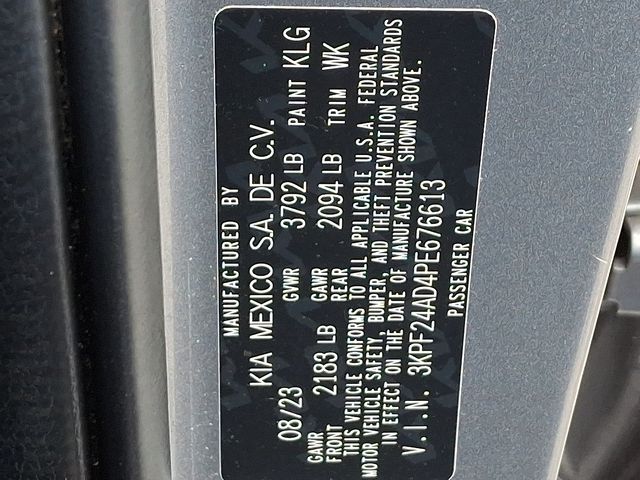 MANUFACTURED BY
KIA MEXICO S.A. DE C.V.
08/23 GVWR 3792 LB PAINT KLG
GAWR FRONT 2183 LB GAWR REAR 2094 LB TRIM WK
THIS VEHICLE CONFORMS TO ALL APPLICABLE U.S.A. FEDERAL
MOTOR VEHICLE SAFETY, BUMPER, AND THEFT PREVENTION STANDARDS
IN EFFECT ON THE DATE OF MANUFACTURE SHOWN ABOVE.
V.I.N. 3KPF24AD4PE676613
PASSENGER CAR